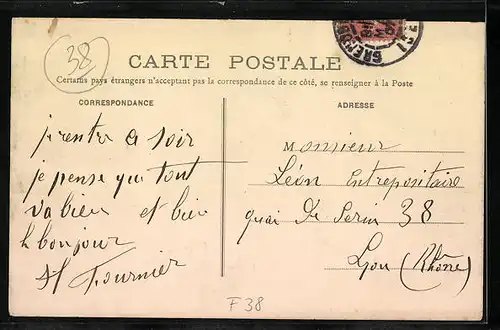 38
CARTE POSTALE
Certains pays étrangers n'acceptant pas la correspondance de ce côté, se renseigner à la Poste
CORRESPONDANCE
ADRESSE
je rentre ce soir
je pense que tout
va bien et bien
le bonjour
Fournier
Monsieur
Léon Entrepositaire
quai de Serin 38
Lyon (Rhône)
F 38